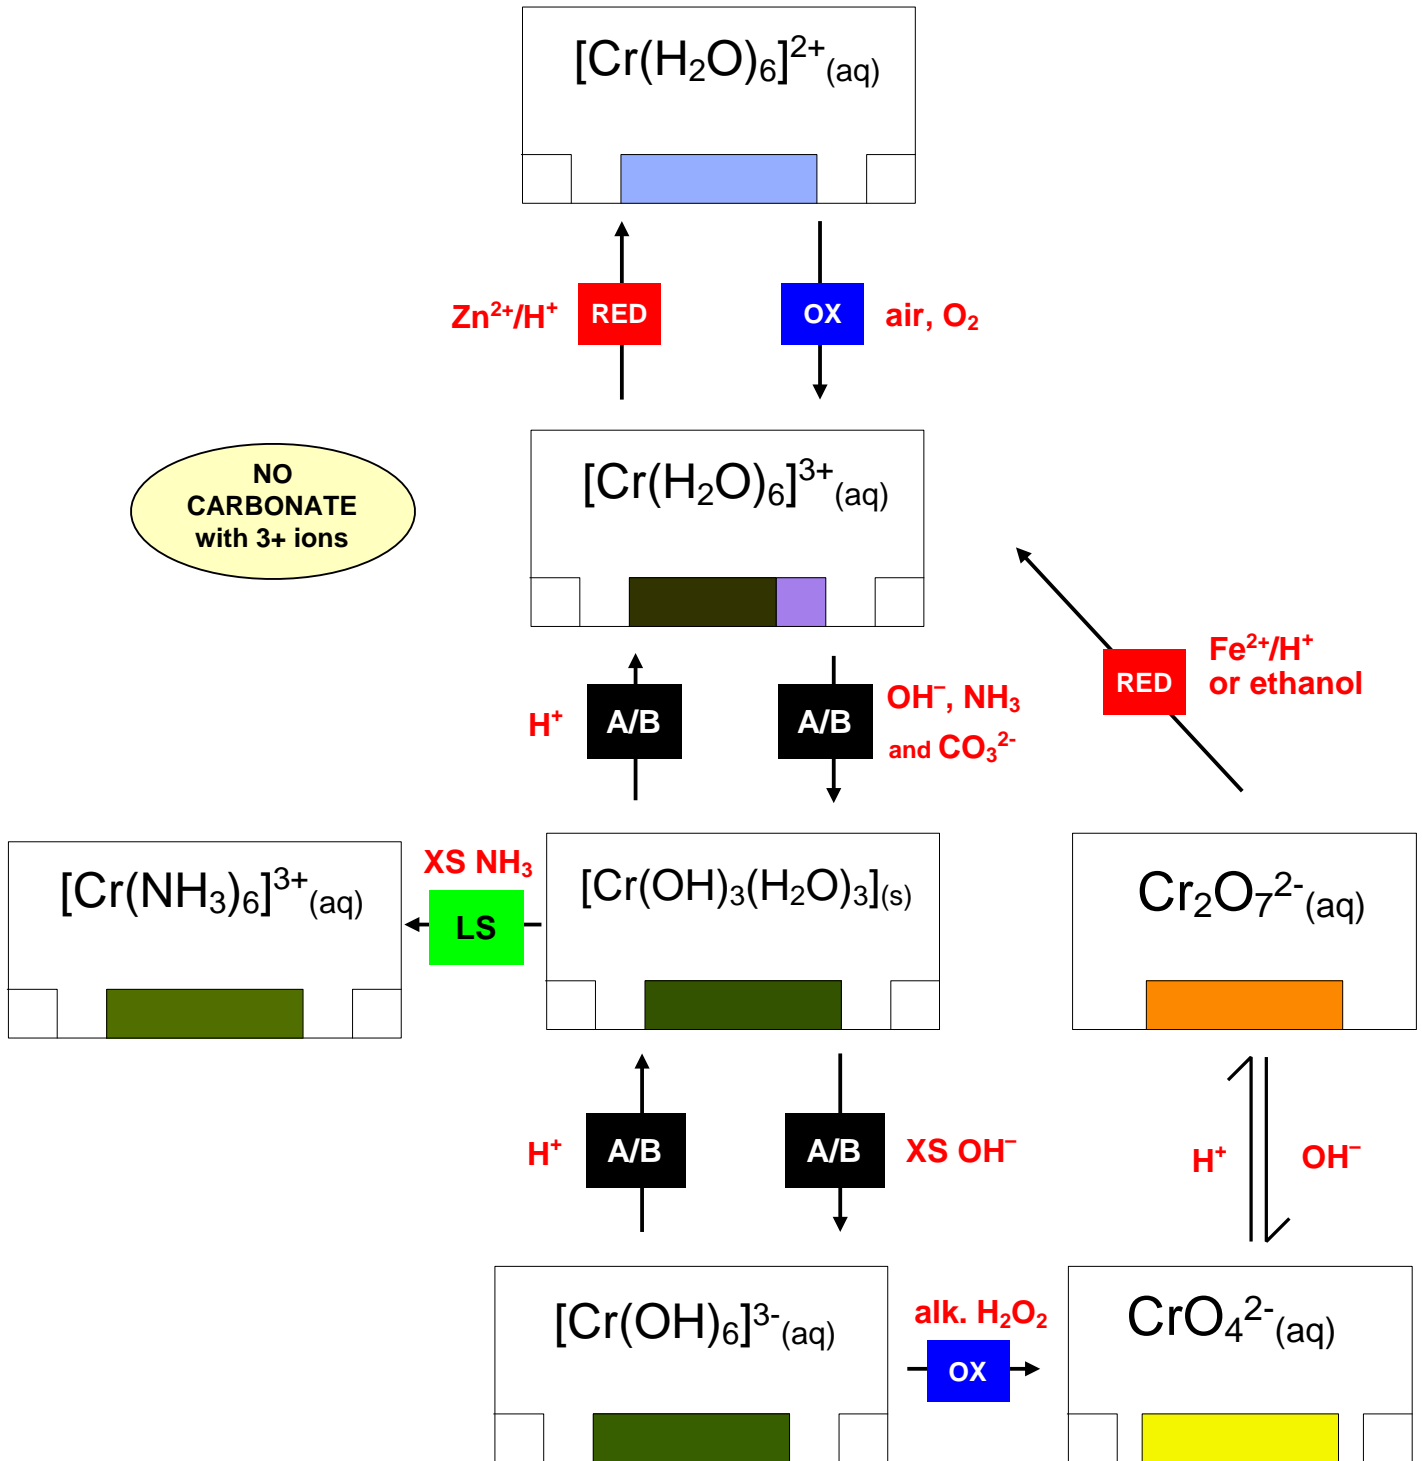 [Cr(H₂O)₆]²⁺(aq)
Zn²⁺/H⁺
RED
OX
air, O₂
NO
CARBONATE
with 3+ ions
[Cr(H₂O)₆]³⁺(aq)
H⁺
A/B
A/B
OH⁻, NH₃
and CO₃²⁻
RED
Fe²⁺/H⁺
or ethanol
[Cr(NH₃)₆]³⁺(aq)
XS NH₃
LS
[Cr(OH)₃(H₂O)₃](s)
Cr₂O₇²⁻(aq)
H⁺
A/B
A/B
XS OH⁻
H⁺
OH⁻
[Cr(OH)₆]³⁻(aq)
alk. H₂O₂
OX
CrO₄²⁻(aq)